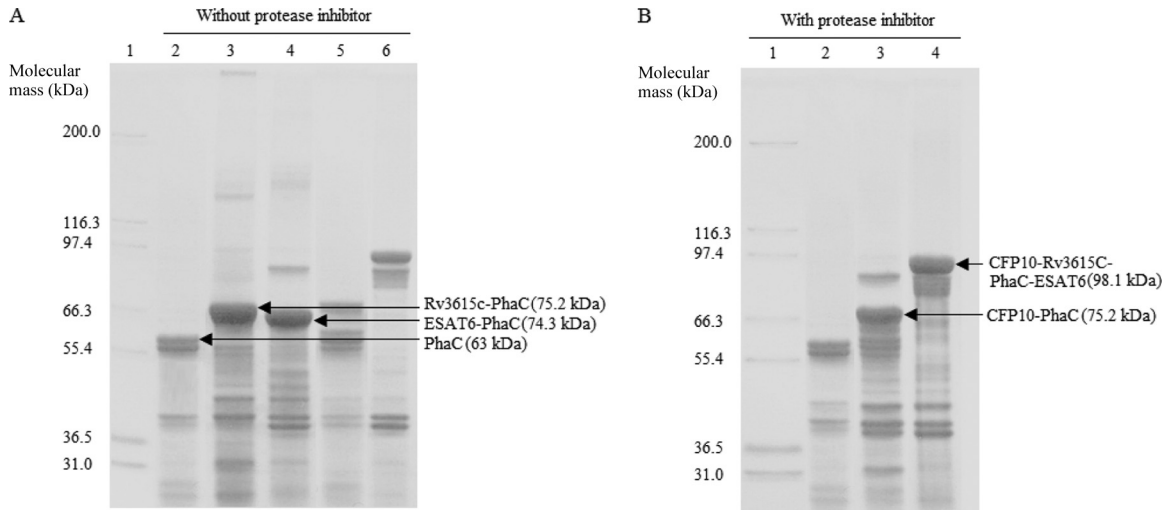 A
Without protease inhibitor
1 2 3 4 5 6
Molecular
mass (kDa)
200.0
116.3
97.4
66.3
55.4
36.5
31.0
Rv3615c-PhaC (75.2 kDa)
ESAT6-PhaC (74.3 kDa)
PhaC (63 kDa)
B
With protease inhibitor
1 2 3 4
Molecular
mass (kDa)
200.0
116.3
97.4
66.3
55.4
36.5
31.0
CFP10-Rv3615C-
PhaC-ESAT6 (98.1 kDa)
CFP10-PhaC (75.2 kDa)